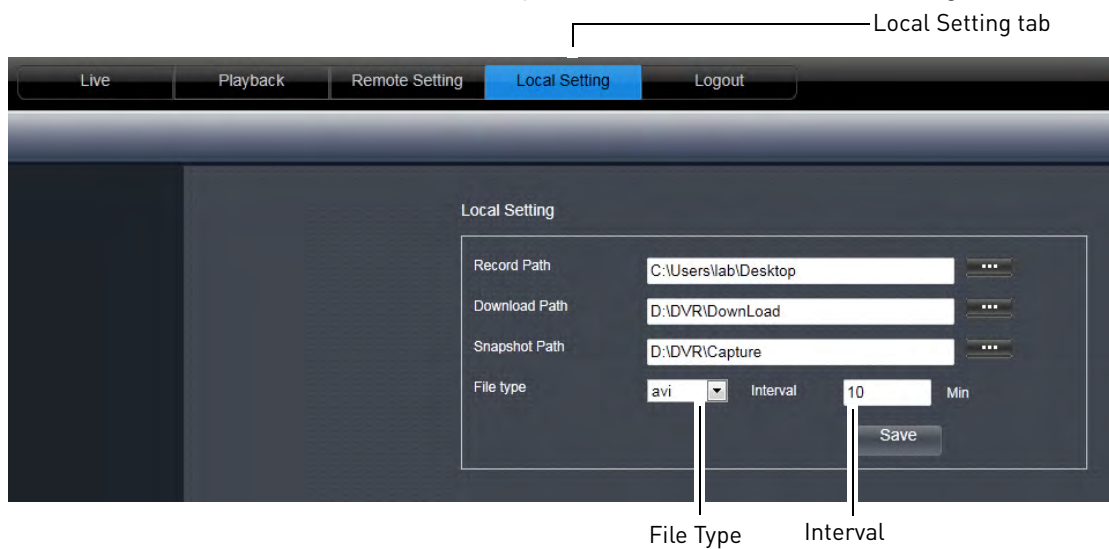 Local Setting tab
Live Playback Remote Setting Local Setting Logout
Local Setting
Record Path C:\Users\lab\Desktop ...
Download Path D:\DVR\DownLoad ...
Snapshot Path D:\DVR\Capture ...
File type avi Interval 10 Min
Save
File Type Interval